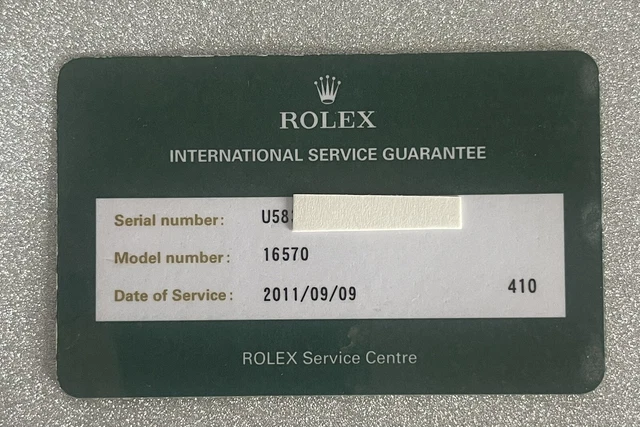 ROLEX
INTERNATIONAL SERVICE GUARANTEE
Serial number: U58
Model number: 16570
Date of Service: 2011/09/09 410
ROLEX Service Centre